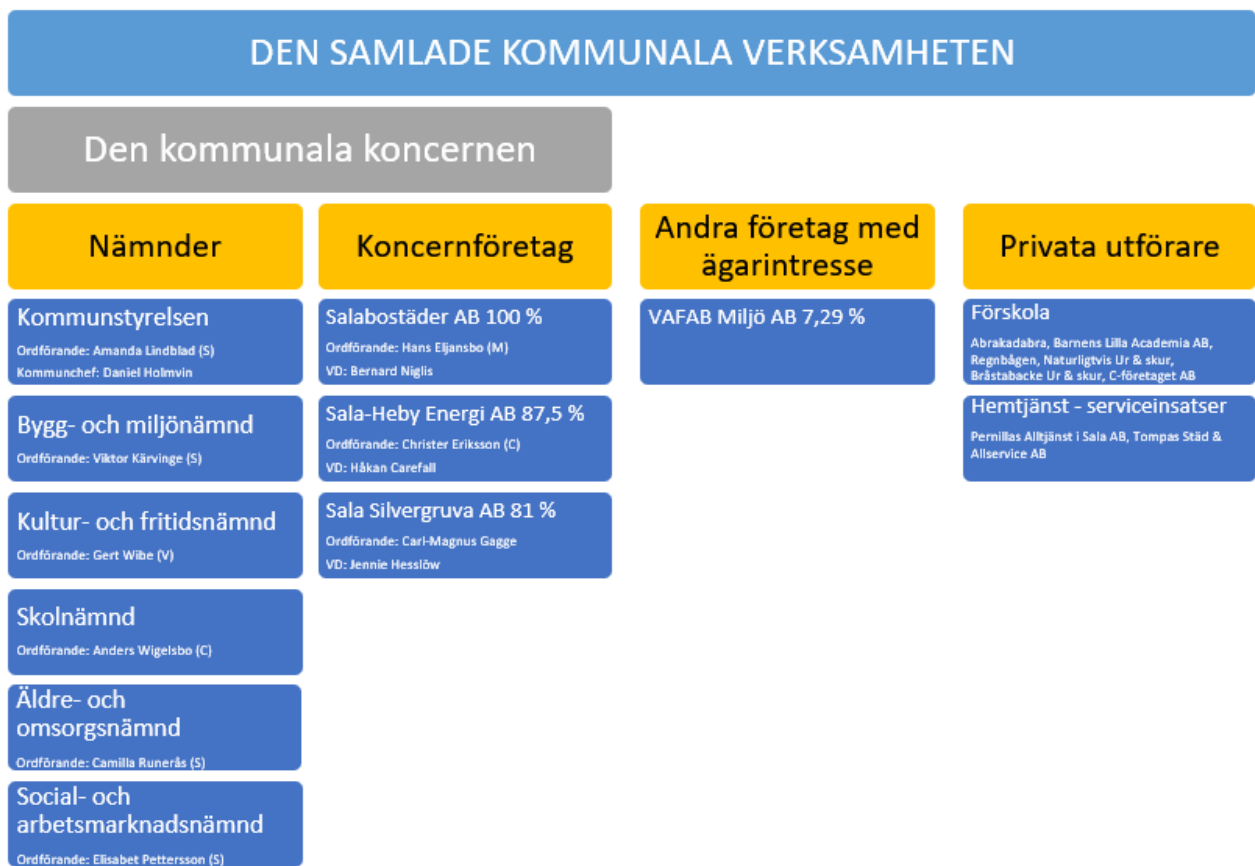 DEN SAMLADE KOMMUNALA VERKSAMHETEN
Den kommunala koncernen
Nämnder
Kommunstyrelsen
Ordförande: Amanda Lindblad (S)
Kommunchef: Daniel Holmvin
Bygg- och miljönämnd
Ordförande: Viktor Kärvinge (S)
Kultur- och fritidsnämnd
Ordförande: Gert Wibe (V)
Skolnämnd
Ordförande: Anders Wigelsbo (C)
Äldre- och
omsorgsnämnd
Ordförande: Camilla Runerås (S)
Social- och
arbetsmarknadsnämnd
Ordförande: Elisabet Pettersson (S)
Koncernföretag
Salabostäder AB 100 %
Ordförande: Hans Eljansbo (M)
VD: Bernard Niglis
Sala-Heby Energi AB 87,5 %
Ordförande: Christer Eriksson (C)
VD: Håkan Carefall
Sala Silvergruva AB 81 %
Ordförande: Carl-Magnus Gagge
VD: Jennie Hesslöw
Andra företag med
ägarintresse
VAFAB Miljö AB 7,29 %
Privata utförare
Förskola
Abrakadabra, Barnens Lilla Academia AB,
Regnbågen, Naturligtvis Ur & skur,
Bråstabacke Ur & skur, C-företaget AB
Hemtjänst - serviceinsatser
Pernillas Alltjänst i Sala AB, Tompas Städ &
Allservice AB